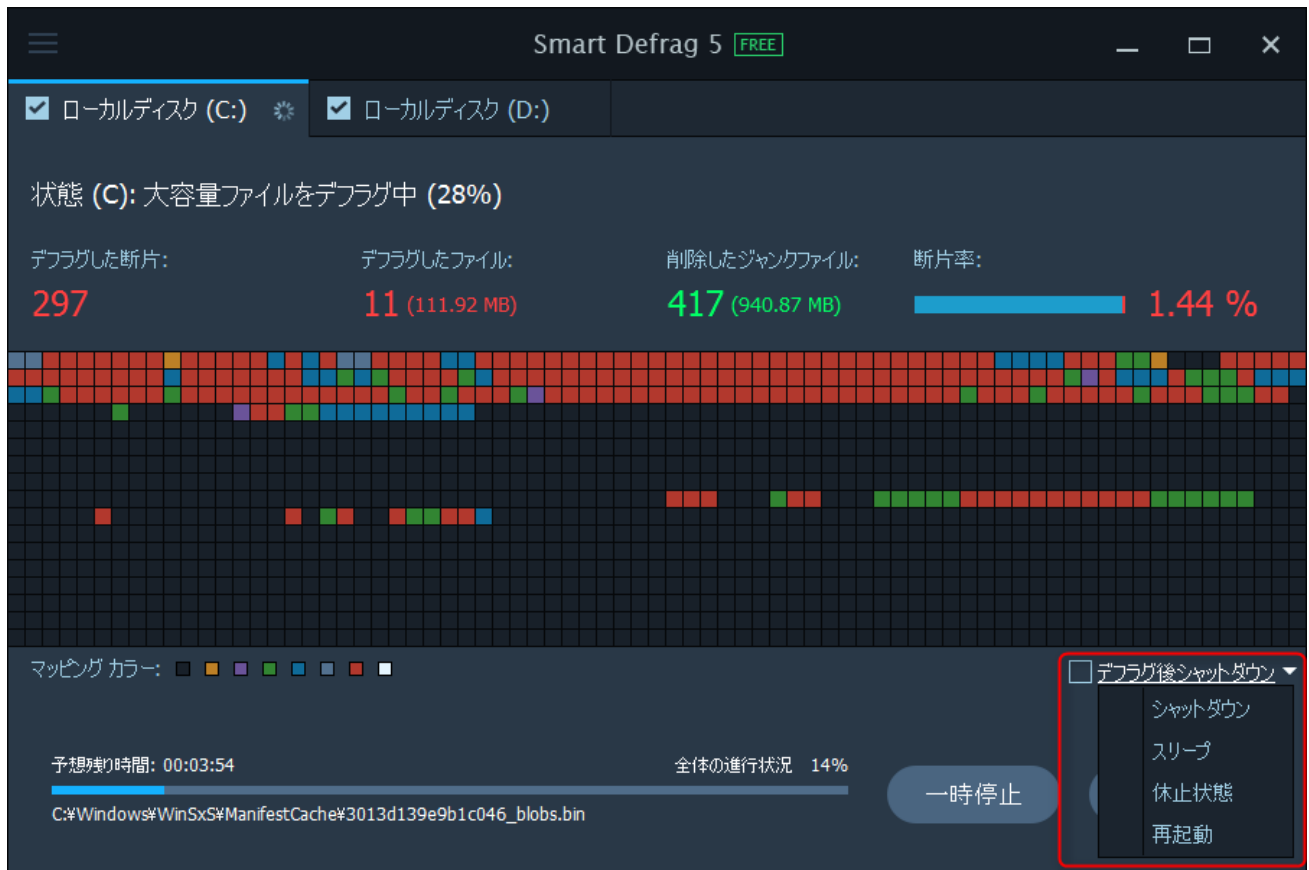 Smart Defrag 5 FREE
ローカルディスク (C:)
ローカルディスク (D:)
状態 (C): 大容量ファイルをデフラグ中 (28%)
デフラグした断片:
297
デフラグしたファイル:
11 (111.92 MB)
削除したジャンクファイル:
417 (940.87 MB)
断片率:
1.44 %
マッピング カラー:
デフラグ後シャットダウン
シャットダウン
スリープ
休止状態
再起動
予想残り時間: 00:03:54
全体の進行状況 14%
C:¥Windows¥WinSxS¥ManifestCache¥3013d139e9b1c046_blobs.bin
一時停止